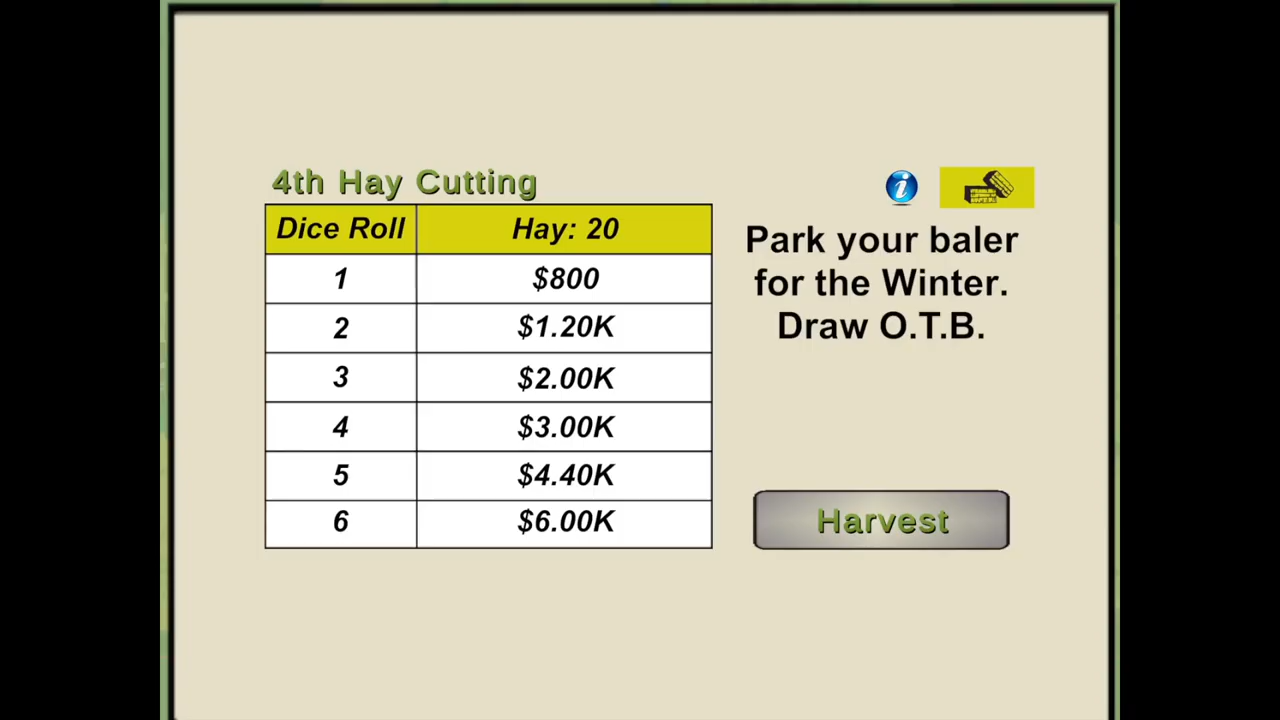 4th Hay Cutting
Dice Roll Hay: 20
1 $800
2 $1.20K
3 $2.00K
4 $3.00K
5 $4.40K
6 $6.00K
i
Park your baler
for the Winter.
Draw O.T.B.
Harvest